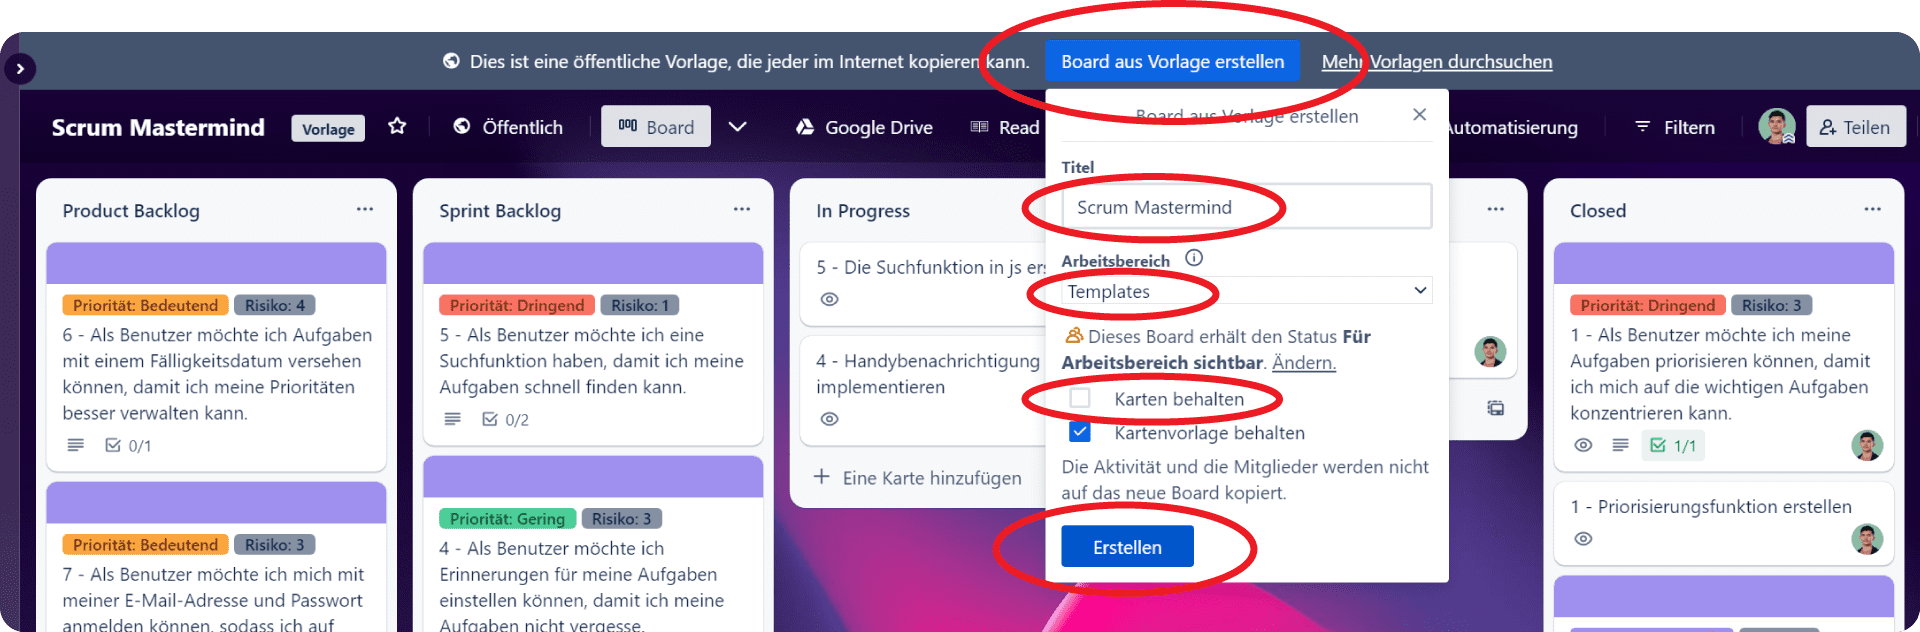 Dies ist eine öffentliche Vorlage, die jeder im Internet kopieren kann.
Board aus Vorlage erstellen
Mehr Vorlagen durchsuchen
Scrum Mastermind
Vorlage
Öffentlich
Board
Google Drive
Read
Automatisierung
Filtern
Teilen
Product Backlog
Priorität: Bedeutend
Risiko: 4
6 - Als Benutzer möchte ich Aufgaben
mit einem Fälligkeitsdatum versehen
können, damit ich meine Prioritäten
besser verwalten kann.
0/1
Priorität: Bedeutend
Risiko: 3
7 - Als Benutzer möchte ich mich mit
meiner E-Mail-Adresse und Passwort
anmelden können, sodass ich auf
Sprint Backlog
Priorität: Dringend
Risiko: 1
5 - Als Benutzer möchte ich eine
Suchfunktion haben, damit ich meine
Aufgaben schnell finden kann.
0/2
Priorität: Gering
Risiko: 3
4 - Als Benutzer möchte ich
Erinnerungen für meine Aufgaben
einstellen können, damit ich meine
Aufgaben nicht vergesse.
In Progress
5 - Die Suchfunktion in js
4 - Handybenachrichtigung
implementieren
Eine Karte hinzufügen
Board aus Vorlage erstellen
Titel
Scrum Mastermind
Arbeitsbereich
Templates
Dieses Board erhält den Status Für
Arbeitsbereich sichtbar. Ändern.
Karten behalten
Kartenvorlage behalten
Die Aktivität und die Mitglieder werden nicht
auf das neue Board kopiert.
Erstellen
Closed
Priorität: Dringend
Risiko: 3
1 - Als Benutzer möchte ich meine
Aufgaben priorisieren können, damit
ich mich auf die wichtigen Aufgaben
konzentrieren kann.
1/1
1 - Priorisierungsfunktion erstellen